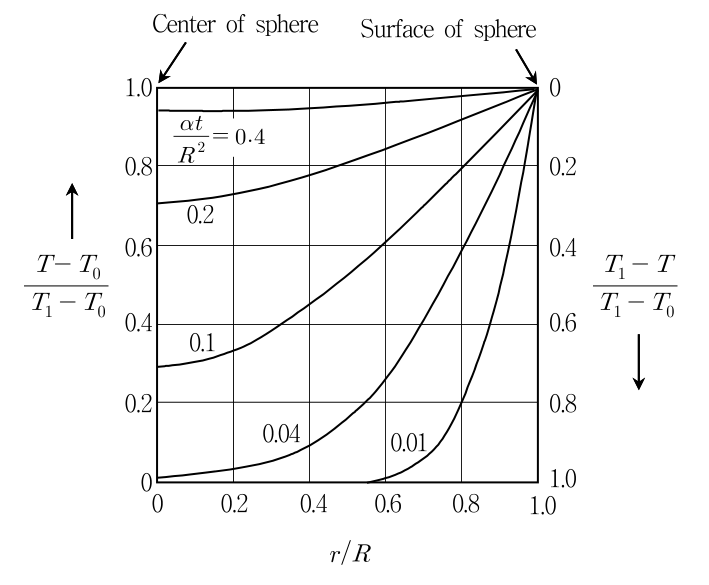 Center of sphere
Surface of sphere
1.0
0.8
0.6
0.4
0.2
0
0
0.2
0.4
0.6
0.8
1.0
αt/R² = 0.4
0.2
0.1
0.04
0.01
T − T₀
T₁ − T₀
T₁ − T
T₁ − T₀
0 0.2 0.4 0.6 0.8 1.0
r/R